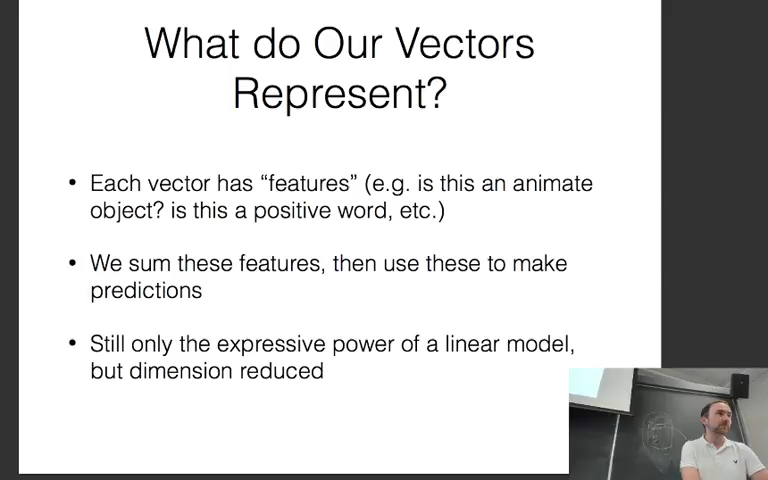 What do Our Vectors
Represent?
• Each vector has “features” (e.g. is this an animate
object? is this a positive word, etc.)
• We sum these features, then use these to make
predictions
• Still only the expressive power of a linear model,
but dimension reduced